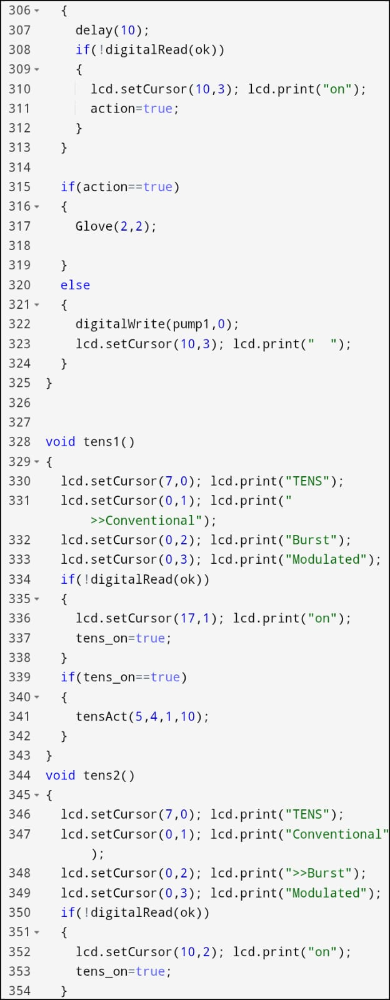 306 {
307 delay(10);
308 if(!digitalRead(ok))
309 {
310 lcd.setCursor(10,3); lcd.print("on");
311 action=true;
312 }
313 }
314
315 if(action==true)
316 {
317 Glove(2,2);
318
319 }
320 else
321 {
322 digitalWrite(pump1,0);
323 lcd.setCursor(10,3); lcd.print("  ");
324 }
325 }
326
327
328 void tens1()
329 {
330 lcd.setCursor(7,0); lcd.print("TENS");
331 lcd.setCursor(0,1); lcd.print("
>>Conventional");
332 lcd.setCursor(0,2); lcd.print("Burst");
333 lcd.setCursor(0,3); lcd.print("Modulated");
334 if(!digitalRead(ok))
335 {
336 lcd.setCursor(17,1); lcd.print("on");
337 tens_on=true;
338 }
339 if(tens_on==true)
340 {
341 tensAct(5,4,1,10);
342 }
343 }
344 void tens2()
345 {
346 lcd.setCursor(7,0); lcd.print("TENS");
347 lcd.setCursor(0,1); lcd.print("Conventional"
);
348 lcd.setCursor(0,2); lcd.print(">>Burst");
349 lcd.setCursor(0,3); lcd.print("Modulated");
350 if(!digitalRead(ok))
351 {
352 lcd.setCursor(10,2); lcd.print("on");
353 tens_on=true;
354 }